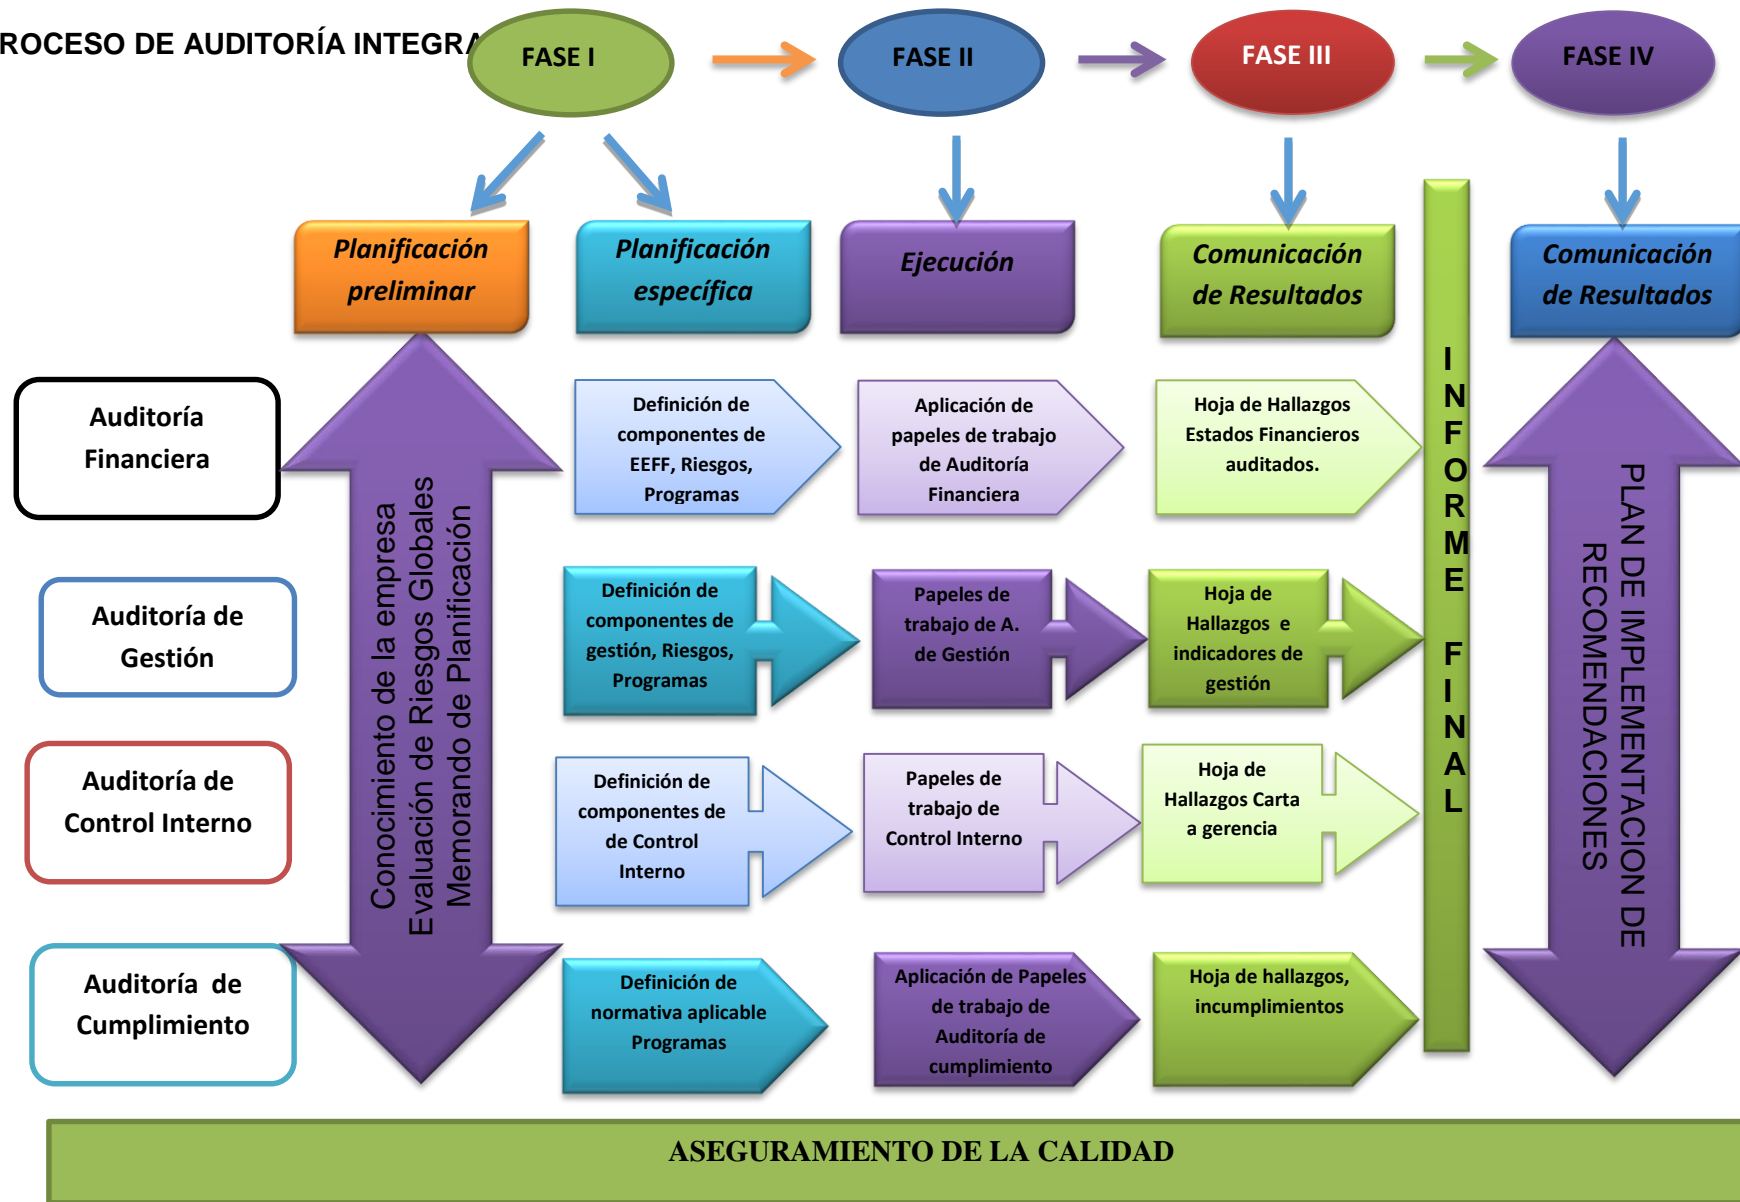 ROCESO DE AUDITORÍA INTEGRA
FASE I
FASE II
FASE III
FASE IV
Planificación
preliminar
Planificación
específica
Ejecución
Comunicación
de Resultados
Comunicación
de Resultados
Auditoría
Financiera
Definición de
componentes de
EEFF, Riesgos,
Programas
Aplicación de
papeles de trabajo
de Auditoría
Financiera
Hoja de Hallazgos
Estados Financieros
auditados.
Auditoría de
Gestión
Definición de
componentes de
gestión, Riesgos,
Programas
Papeles de
trabajo de A.
de Gestión
Hoja de
Hallazgos e
indicadores de
gestión
Auditoría de
Control Interno
Definición de
componentes de
de Control
Interno
Papeles de
trabajo de
Control Interno
Hoja de
Hallazgos Carta
a gerencia
Auditoría de
Cumplimiento
Definición de
normativa aplicable
Programas
Aplicación de Papeles
de trabajo de
Auditoría de
cumplimiento
Hoja de hallazgos,
incumplimientos
Conocimiento de la empresa
Evaluación de Riesgos Globales
Memorando de Planificación
INFORME FINAL
PLAN DE IMPLEMENTACION DE
RECOMENDACIONES
ASEGURAMIENTO DE LA CALIDAD